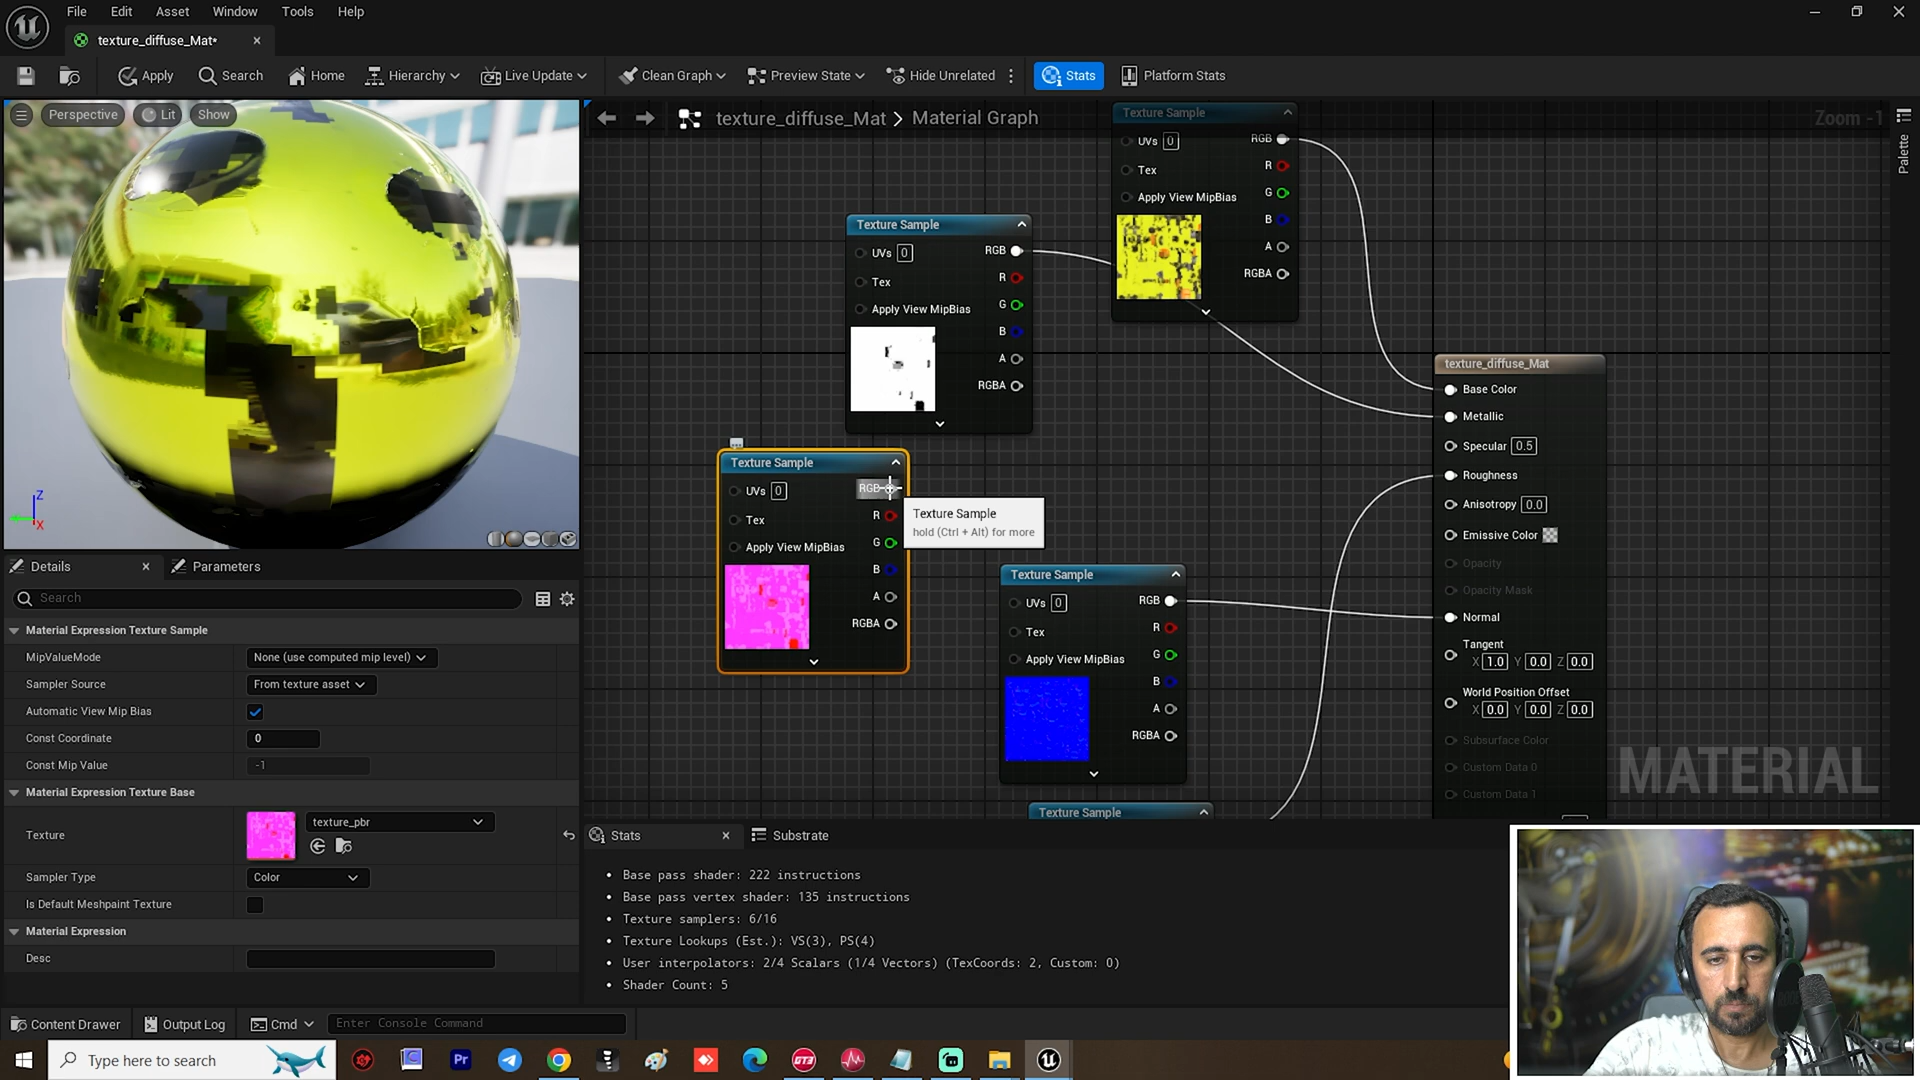 File Edit Asset Window Tools Help
texture_diffuse_Mat*
Apply Search Home Hierarchy Live Update Clean Graph Preview State Hide Unrelated Stats Platform Stats
Perspective Lit Show
texture_diffuse_Mat > Material Graph
Zoom -1
Palette
Texture Sample
UVs 0 RGB
Tex R
Apply View MipBias G
B
A
RGBA
Texture Sample
UVs 0 RGB
Tex R
Apply View MipBias G
B
A
RGBA
Texture Sample
UVs 0 RGB
Tex R
Apply View MipBias G
B
A
RGBA
Texture Sample
hold (Ctrl + Alt) for more
Texture Sample
UVs 0 RGB
Tex R
Apply View MipBias G
B
A
RGBA
Texture Sample
texture_diffuse_Mat
Base Color
Metallic
Specular 0.5
Roughness
Anisotropy 0.0
Emissive Color
Opacity
Opacity Mask
Normal
Tangent
X 1.0 Y 0.0 Z 0.0
World Position Offset
X 0.0 Y 0.0 Z 0.0
Subsurface Color
Custom Data 0
Custom Data 1
MATERIAL
Z
X
Details Parameters
Search
Material Expression Texture Sample
MipValueMode None (use computed mip level)
Sampler Source From texture asset
Automatic View Mip Bias
Const Coordinate 0
Const Mip Value -1
Material Expression Texture Base
Texture texture_pbr
Sampler Type Color
Is Default Meshpaint Texture
Material Expression
Desc
Stats Substrate
• Base pass shader: 222 instructions
• Base pass vertex shader: 135 instructions
• Texture samplers: 6/16
• Texture Lookups (Est.): VS(3), PS(4)
• User interpolators: 2/4 Scalars (1/4 Vectors) (TexCoords: 2, Custom: 0)
• Shader Count: 5
Content Drawer Output Log Cmd Enter Console Command
Type here to search
Pr